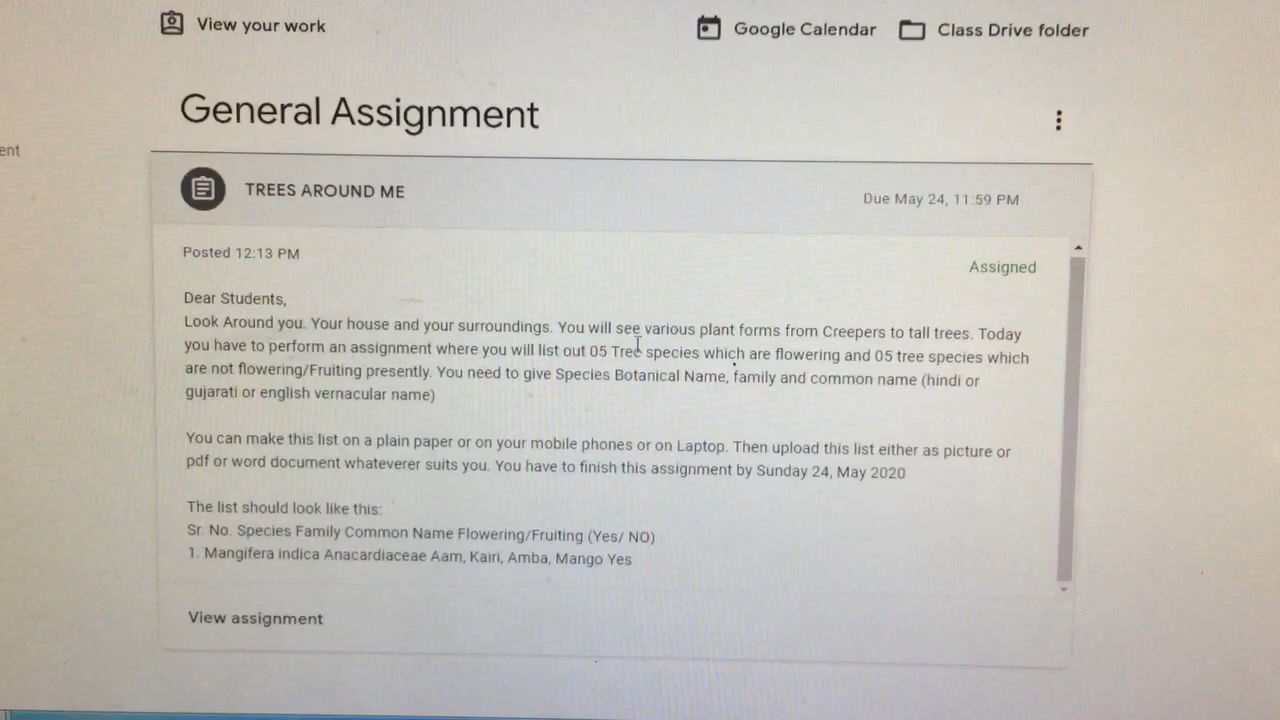 View your work
Google Calendar
Class Drive folder
General Assignment
ent
TREES AROUND ME
Due May 24, 11:59 PM
Posted 12:13 PM
Assigned
Dear Students,
Look Around you. Your house and your surroundings. You will see various plant forms from Creepers to tall trees. Today
you have to perform an assignment where you will list out 05 Tree species which are flowering and 05 tree species which
are not flowering/Fruiting presently. You need to give Species Botanical Name, family and common name (hindi or
gujarati or english vernacular name)
You can make this list on a plain paper or on your mobile phones or on Laptop. Then upload this list either as picture or
pdf or word document whateverer suits you. You have to finish this assignment by Sunday 24, May 2020
The list should look like this:
Sr. No. Species Family Common Name Flowering/Fruiting (Yes/ NO)
1. Mangifera indica Anacardiaceae Aam, Kairi, Amba, Mango Yes
View assignment